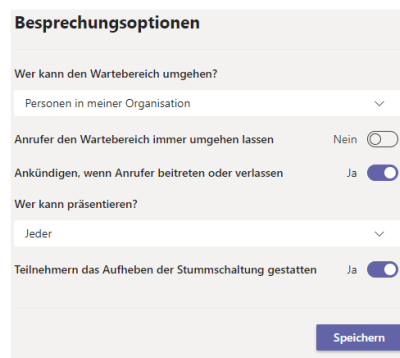 Besprechungsoptionen
Wer kann den Wartebereich umgehen?
Personen in meiner Organisation
Anrufer den Wartebereich immer umgehen lassen Nein
Ankündigen, wenn Anrufer beitreten oder verlassen Ja
Wer kann präsentieren?
Jeder
Teilnehmern das Aufheben der Stummschaltung gestatten Ja
Speichern